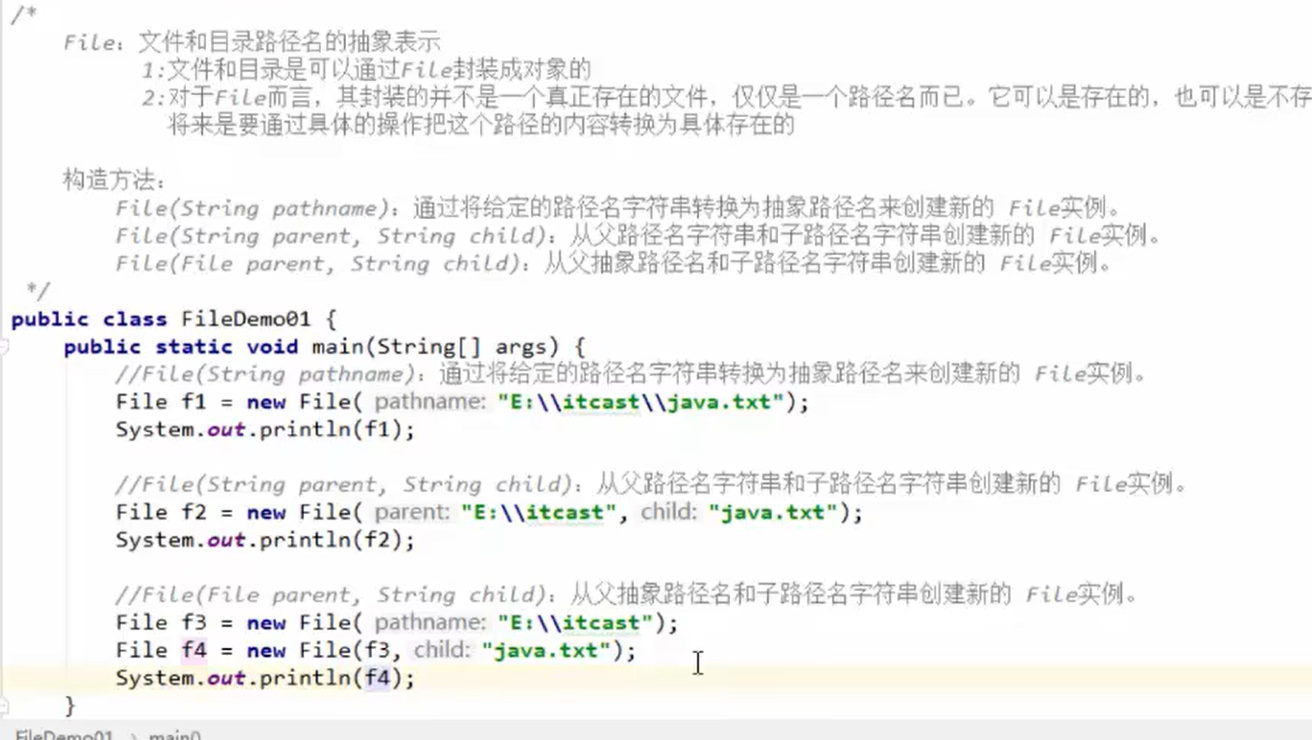 /*
File：文件和目录路径名的抽象表示
1:文件和目录是可以通过File封装成对象的
2:对于File而言，其封装的并不是一个真正存在的文件，仅仅是一个路径名而已。它可以是存在的，也可以是不存
将来是要通过具体的操作把这个路径的内容转换为具体存在的
构造方法：
File(String pathname)：通过将给定的路径名字符串转换为抽象路径名来创建新的 File实例。
File(String parent, String child)：从父路径名字符串和子路径名字符串创建新的 File实例。
File(File parent, String child)：从父抽象路径名和子路径名字符串创建新的 File实例。
*/
public class FileDemo01 {
public static void main(String[] args) {
//File(String pathname)：通过将给定的路径名字符串转换为抽象路径名来创建新的 File实例。
File f1 = new File( pathname: "E:\\itcast\\java.txt");
System.out.println(f1);
//File(String parent, String child)：从父路径名字符串和子路径名字符串创建新的 File实例。
File f2 = new File( parent: "E:\\itcast", child: "java.txt");
System.out.println(f2);
//File(File parent, String child)：从父抽象路径名和子路径名字符串创建新的 File实例。
File f3 = new File( pathname: "E:\\itcast");
File f4 = new File(f3, child: "java.txt");
System.out.println(f4);
}
FileDemo01 › main()